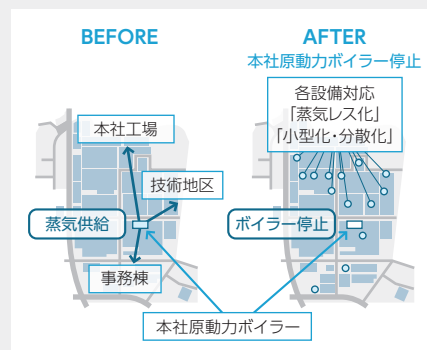 BEFORE
本社工場
技術地区
蒸気供給
事務棟
AFTER
本社原動力ボイラー停止
各設備対応
「蒸気レス化」
「小型化・分散化」
ボイラー停止
本社原動力ボイラー